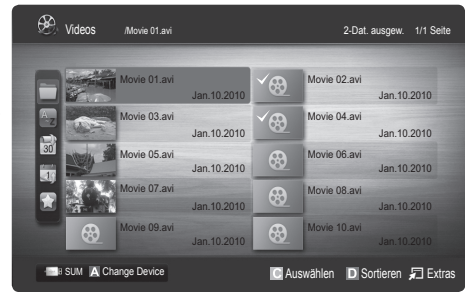 Videos /Movie 01.avi 2-Dat. ausgew. 1/1 Seite
Movie 01.avi Movie 02.avi
Jan.10.2010 Jan.10.2010
Movie 03.avi Movie 04.avi
Jan.10.2010 Jan.10.2010
Movie 05.avi Movie 06.avi
Jan.10.2010 Jan.10.2010
Movie 07.avi Movie 08.avi
Jan.10.2010 Jan.10.2010
Movie 09.avi Movie 10.avi
Jan.10.2010 Jan.10.2010
SUM A Change Device C Auswählen D Sortieren Extras